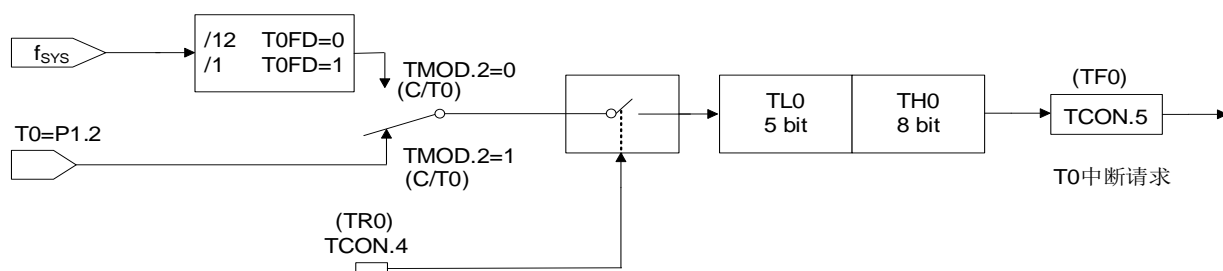 fSYS
/12 T0FD=0
/1 T0FD=1
TMOD.2=0
(C/T0)
T0=P1.2
TMOD.2=1
(C/T0)
(TR0)
TCON.4
TL0
5 bit
TH0
8 bit
(TF0)
TCON.5
T0中断请求